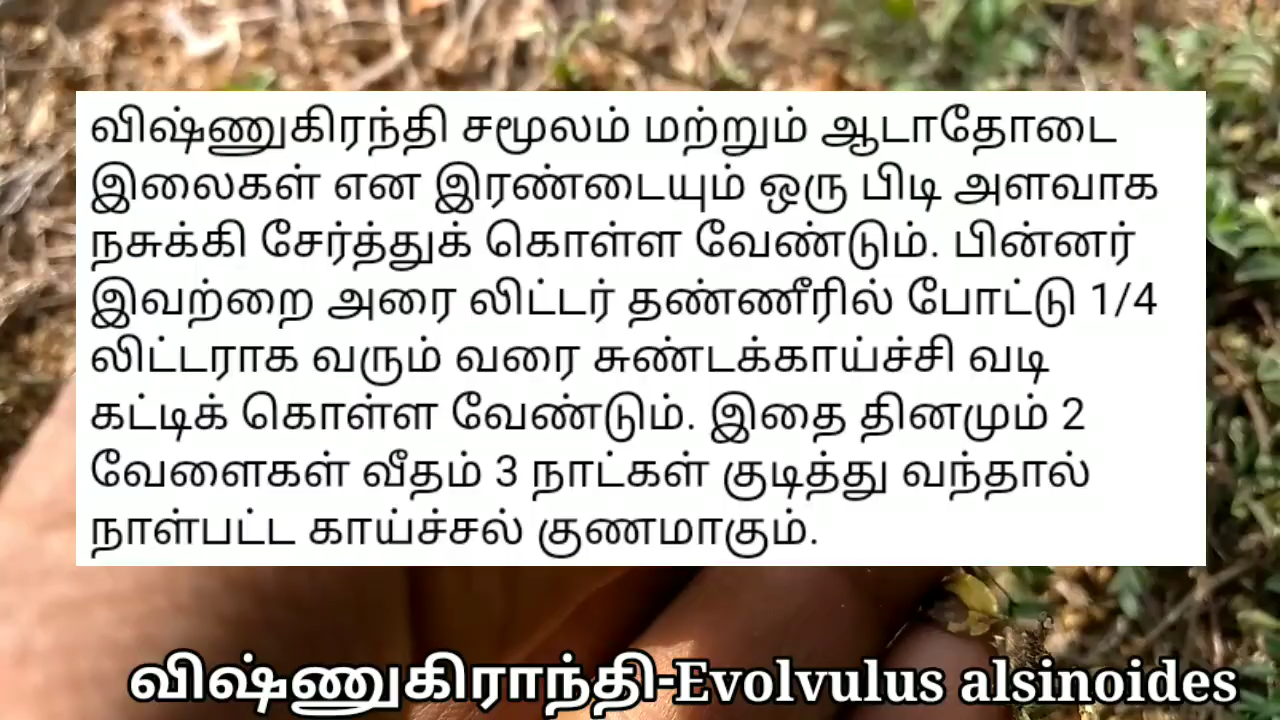 விஷ்ணுகிரந்தி சமூலம் மற்றும் ஆடாதோடை
இலைகள் என இரண்டையும் ஒரு பிடி அளவாக
நசுக்கி சேர்த்துக் கொள்ள வேண்டும். பின்னர்
இவற்றை அரை லிட்டர் தண்ணீரில் போட்டு 1/4
லிட்டராக வரும் வரை சுண்டக்காய்ச்சி வடி
கட்டிக் கொள்ள வேண்டும். இதை தினமும் 2
வேளைகள் வீதம் 3 நாட்கள் குடித்து வந்தால்
நாள்பட்ட காய்ச்சல் குணமாகும்.
விஷ்ணுகிராந்தி-Evolvulus alsinoides